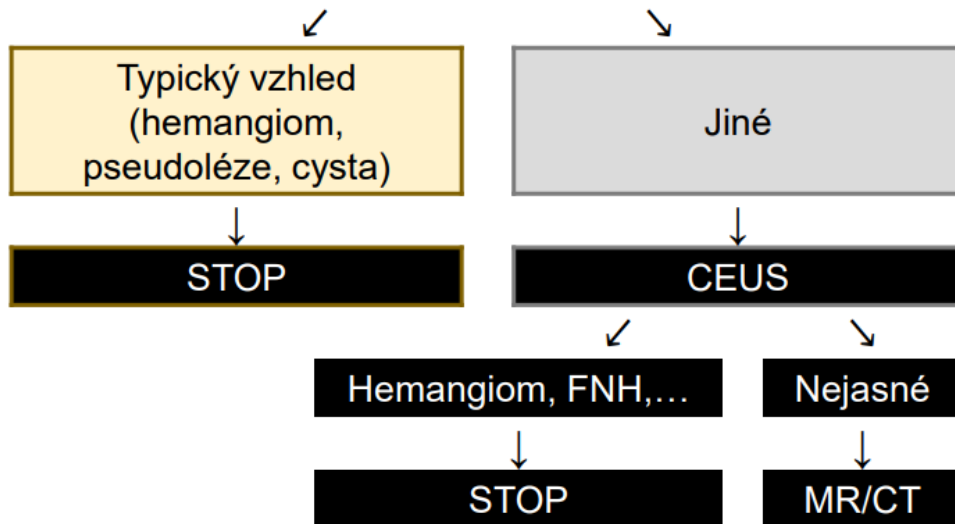 Typický vzhled
(hemangiom,
pseudoléze, cysta)
Jiné
STOP
CEUS
Hemangiom, FNH,…
Nejasné
STOP
MR/CT